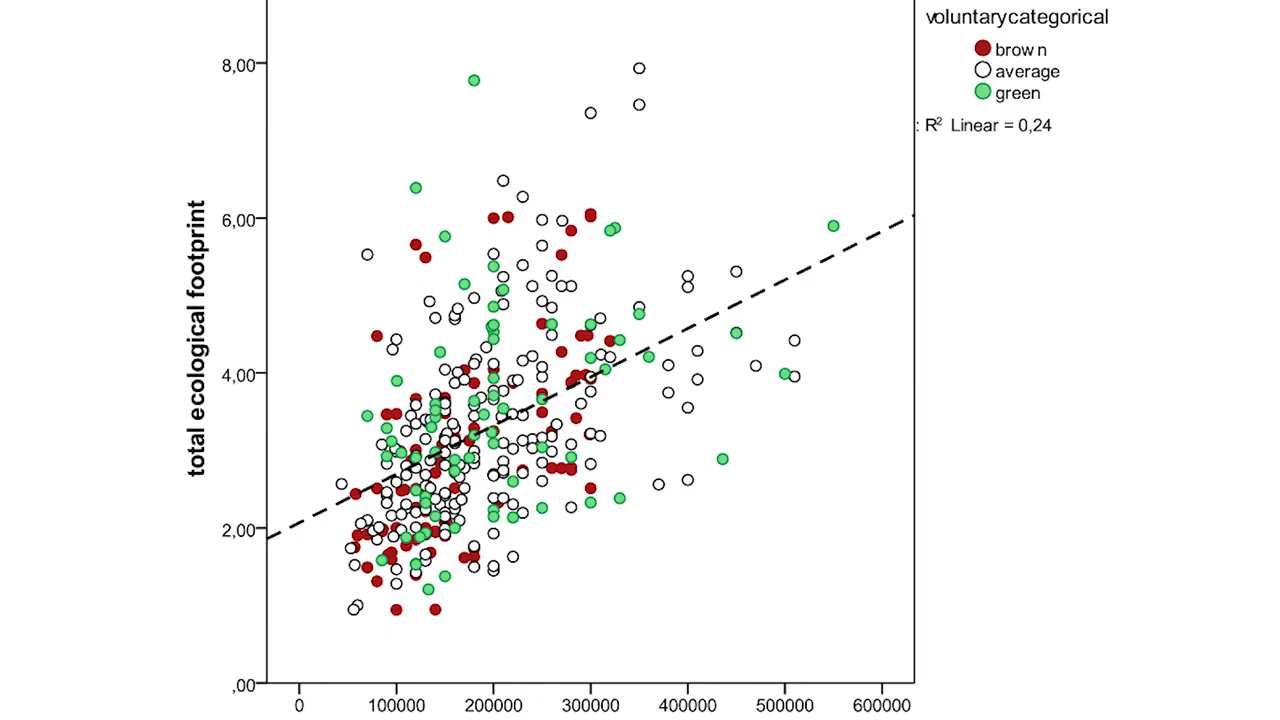 voluntarycategorical
brown
average
green
: R² Linear = 0,24
total ecological footprint
8,00
6,00
4,00
2,00
,00
0 100000 200000 300000 400000 500000 600000